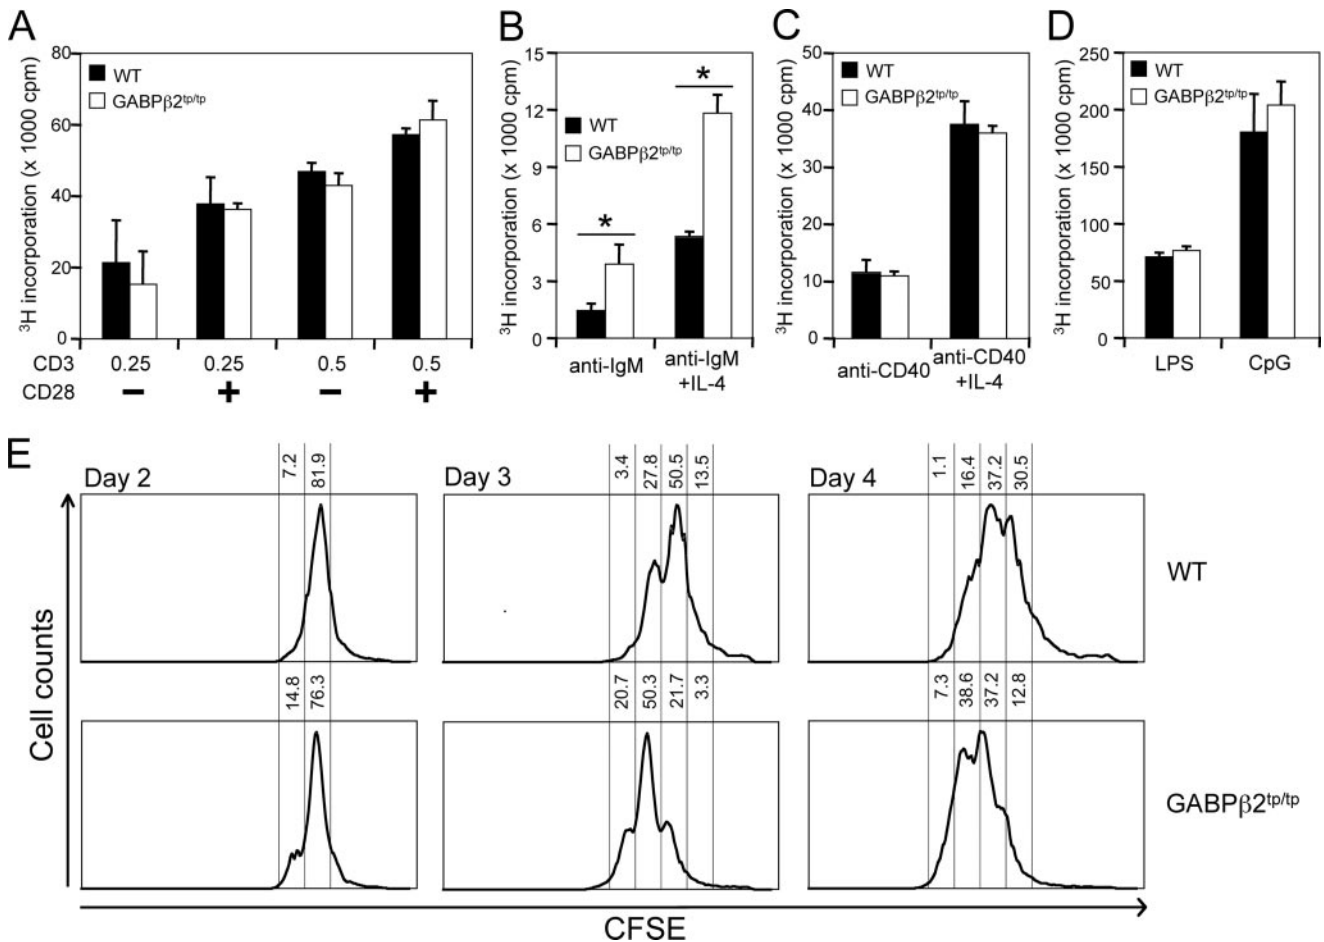 A
³H incorporation (x 1000 cpm)
80
60
40
20
0
WT
GABPβ2tp/tp
CD3 0.25 0.25 0.5 0.5
CD28 − + − +
B
³H incorporation (x 1000 cpm)
15
12
9
6
3
0
WT
GABPβ2tp/tp
*
*
anti-IgM
anti-IgM
+IL-4
C
³H incorporation (x 1000 cpm)
50
40
30
20
10
0
WT
GABPβ2tp/tp
anti-CD40
anti-CD40
+IL-4
D
³H incorporation (x 1000 cpm)
250
200
150
100
50
0
WT
GABPβ2tp/tp
LPS CpG
E
Cell counts
Day 2
7.2 81.9
Day 3
3.4 27.8 50.5 13.5
Day 4
1.1 16.4 37.2 30.5
WT
14.8 76.3
20.7 50.3 21.7 3.3
7.3 38.6 37.2 12.8
GABPβ2tp/tp
CFSE